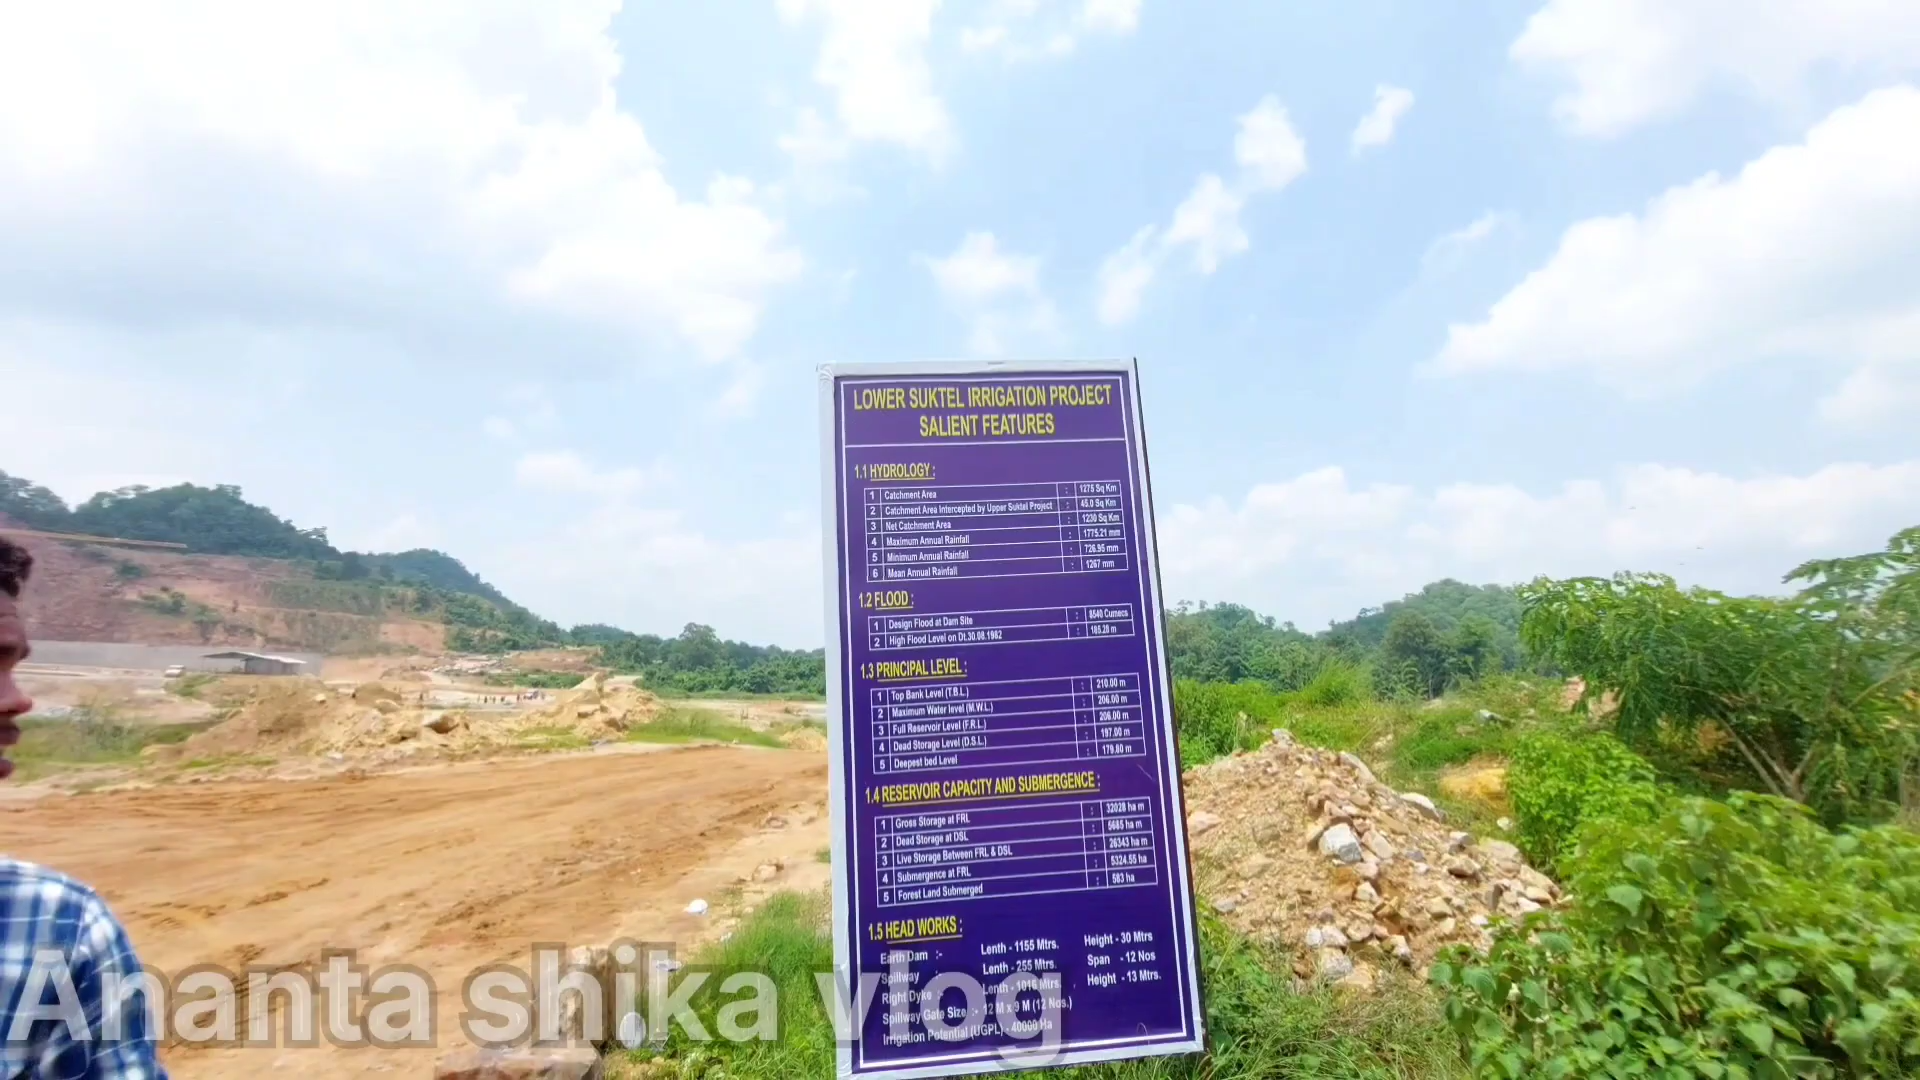 LOWER SUKTEL IRRIGATION PROJECT
SALIENT FEATURES
1.1 HYDROLOGY :
1 Catchment Area : 1275 Sq Km
2 Catchment Area Intercepted by Upper Suktel Project : 45.0 Sq Km
3 Net Catchment Area : 1230 Sq Km
4 Maximum Annual Rainfall : 1775.21 mm
5 Minimum Annual Rainfall : 726.95 mm
6 Mean Annual Rainfall : 1267 mm
1.2 FLOOD :
1 Design Flood at Dam Site : 8540 Cumecs
2 High Flood Level on Dt.30.08.1982 : 185.20 m
1.3 PRINCIPAL LEVEL :
1 Top Bank Level (T.B.L.) : 210.00 m
2 Maximum Water level (M.W.L.) : 206.00 m
3 Full Reservoir Level (F.R.L.) : 206.00 m
4 Dead Storage Level (D.S.L.) : 197.00 m
5 Deepest bed Level : 179.80 m
1.4 RESERVOIR CAPACITY AND SUBMERGENCE :
1 Gross Storage at FRL : 32028 ha m
2 Dead Storage at DSL : 5685 ha m
3 Live Storage Between FRL & DSL : 26343 ha m
4 Submergence at FRL : 5324.55 ha
5 Forest Land Submerged : 583 ha
1.5 HEAD WORKS :
Earth Dam :- Lenth - 1155 Mtrs. Height - 30 Mtrs
Spillway :- Lenth - 255 Mtrs. Span - 12 Nos
Right Dyke :- Lenth - 1016 Mtrs. Height - 13 Mtrs.
Spillway Gate Size :- 12 M x 9 M (12 Nos.)
Irrigation Potential (UGPL) - 40000 Ha
Ananta shika vlog